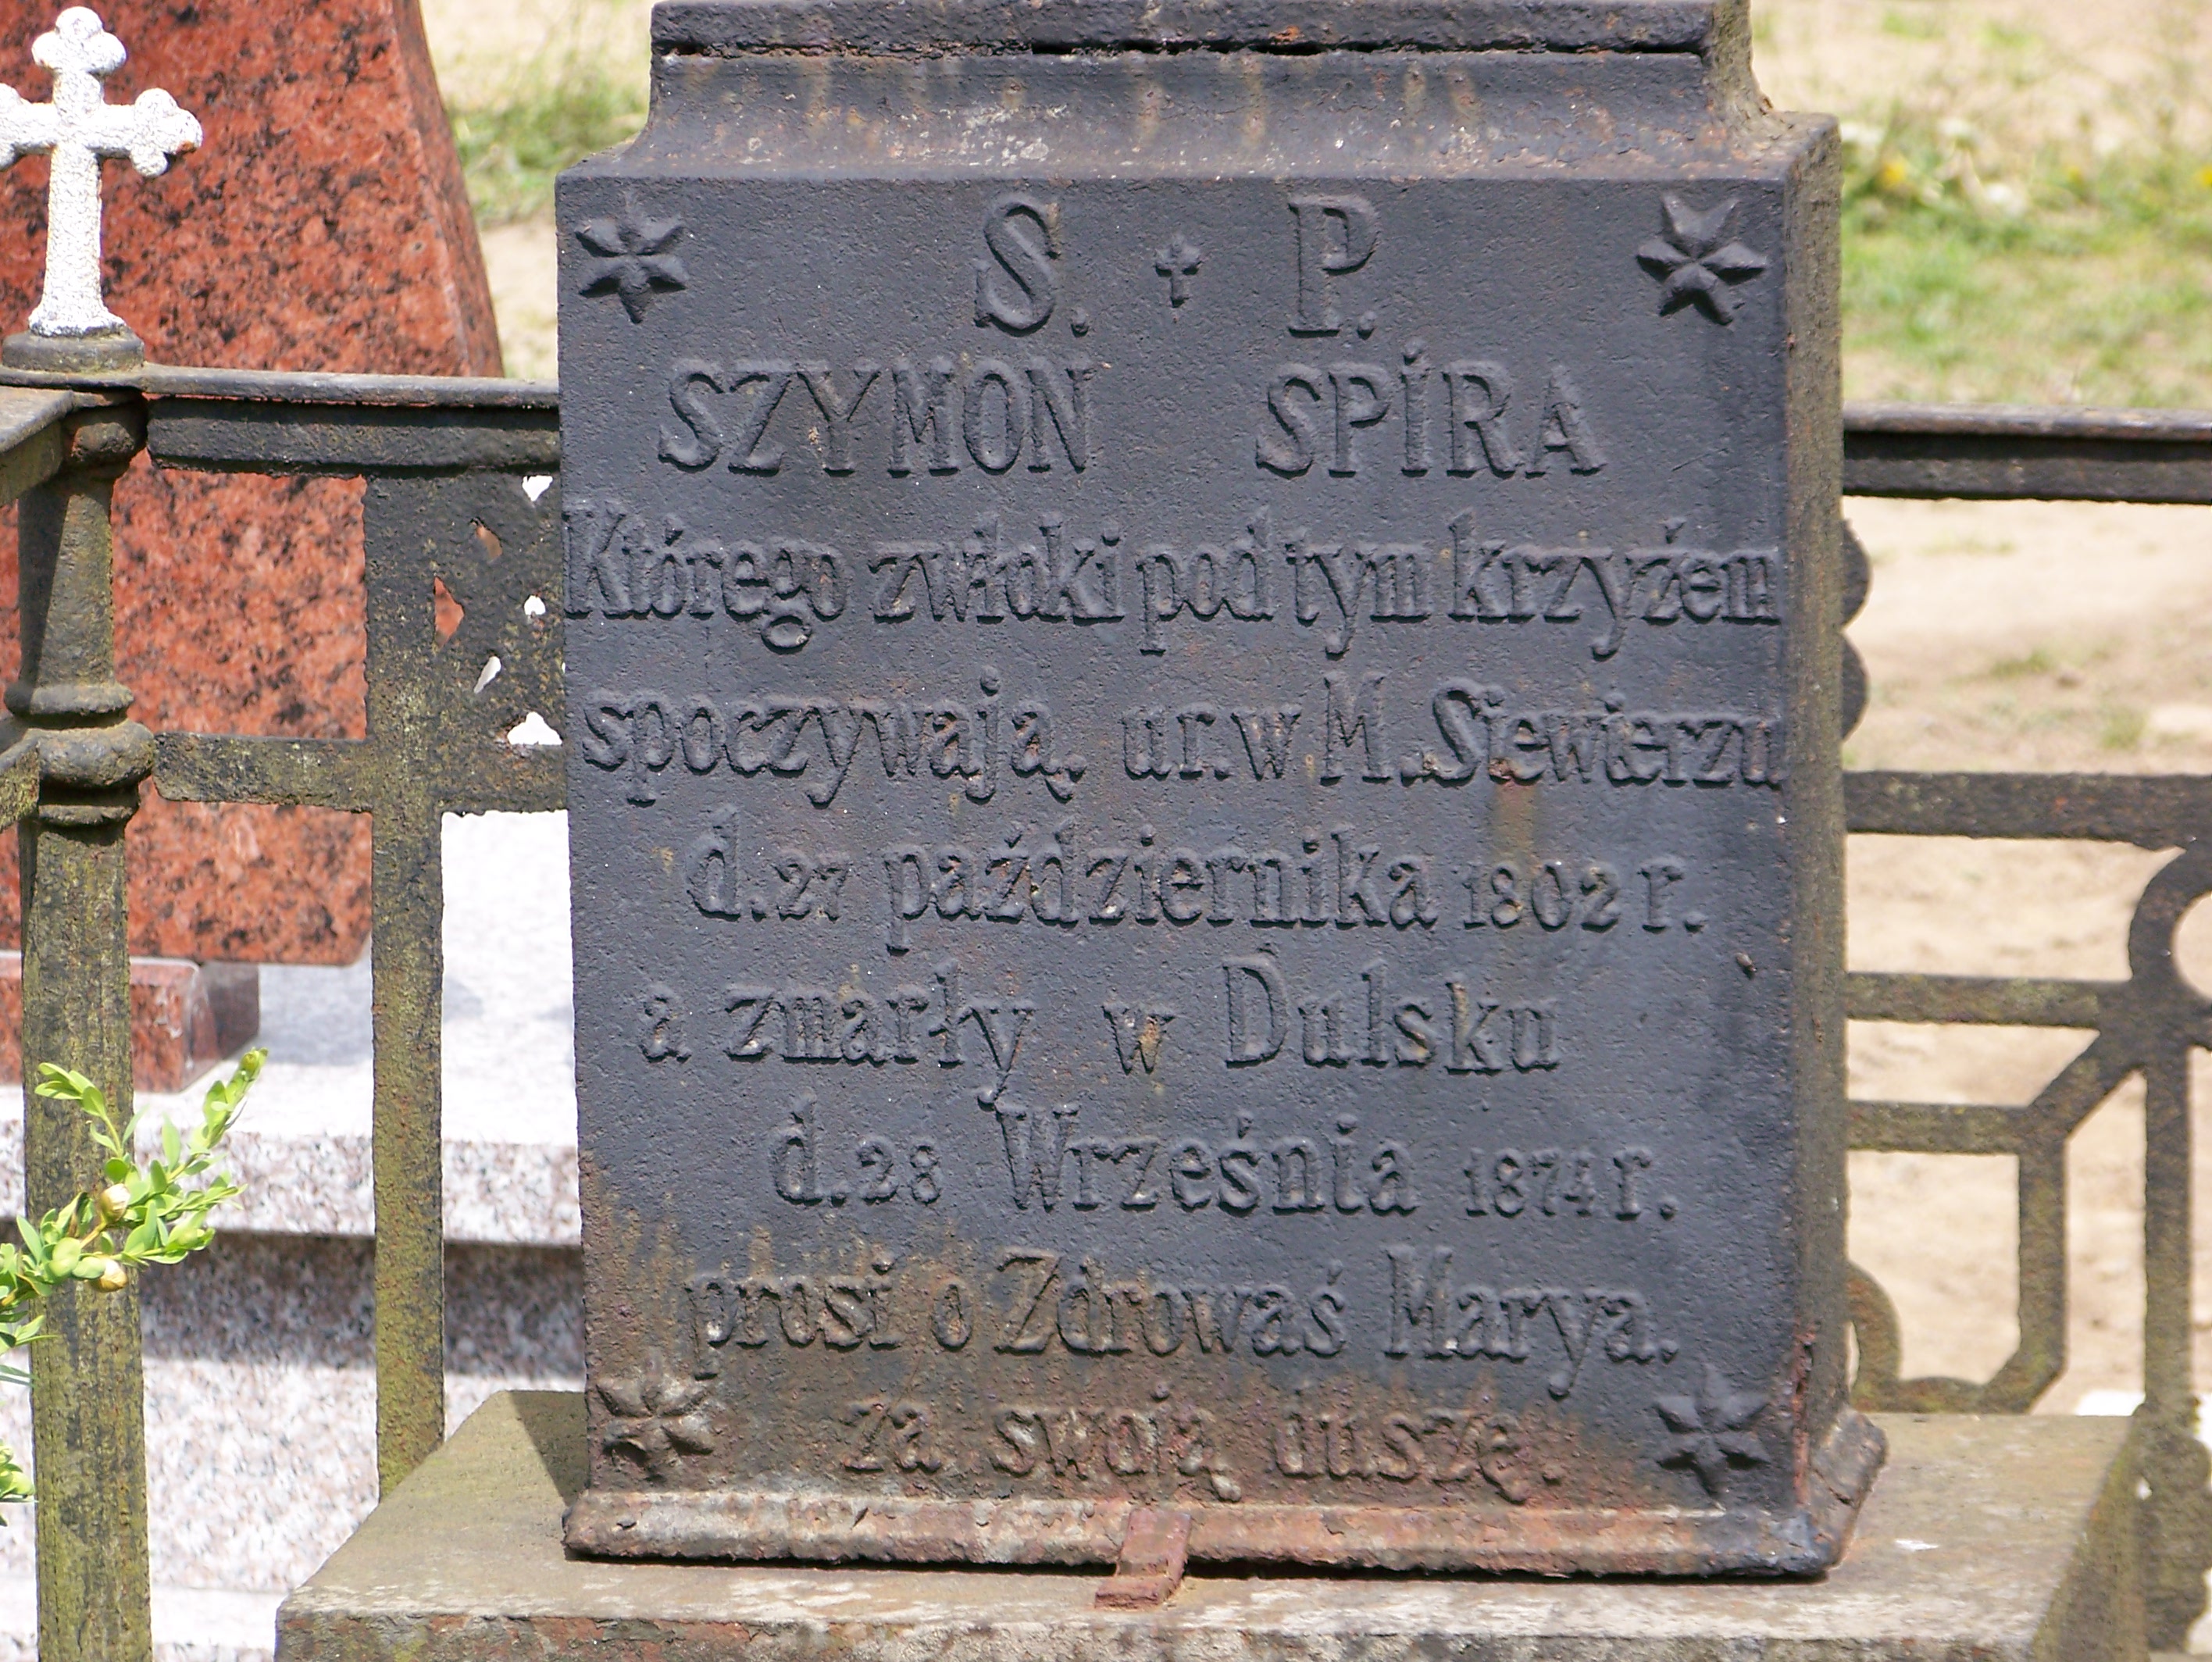 S. † P.
SZYMON SPIRA
Którego zwłoki pod tym krzyżem
spoczywają. ur. w M. Siewierzu
d. 27 października 1802 r.
a zmarły w Dulsku
d. 28 Września 1874 r.
prosi o Zdrowaś Marya.
za swoją duszę.